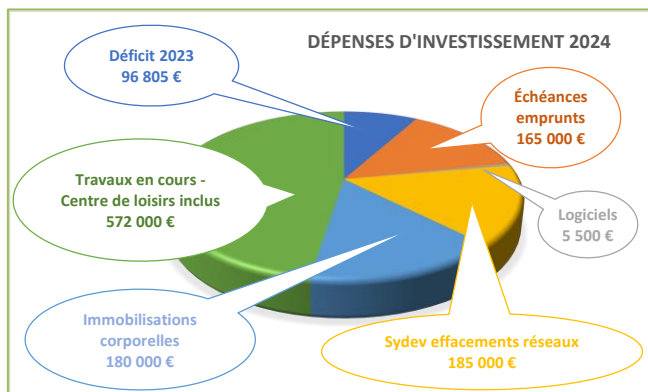 DÉPENSES D'INVESTISSEMENT 2024
Déficit 2023
96 805 €
Échéances
emprunts
165 000 €
Travaux en cours -
Centre de loisirs inclus
572 000 €
Logiciels
5 500 €
Immobilisations
corporelles
180 000 €
Sydev effacements réseaux
185 000 €